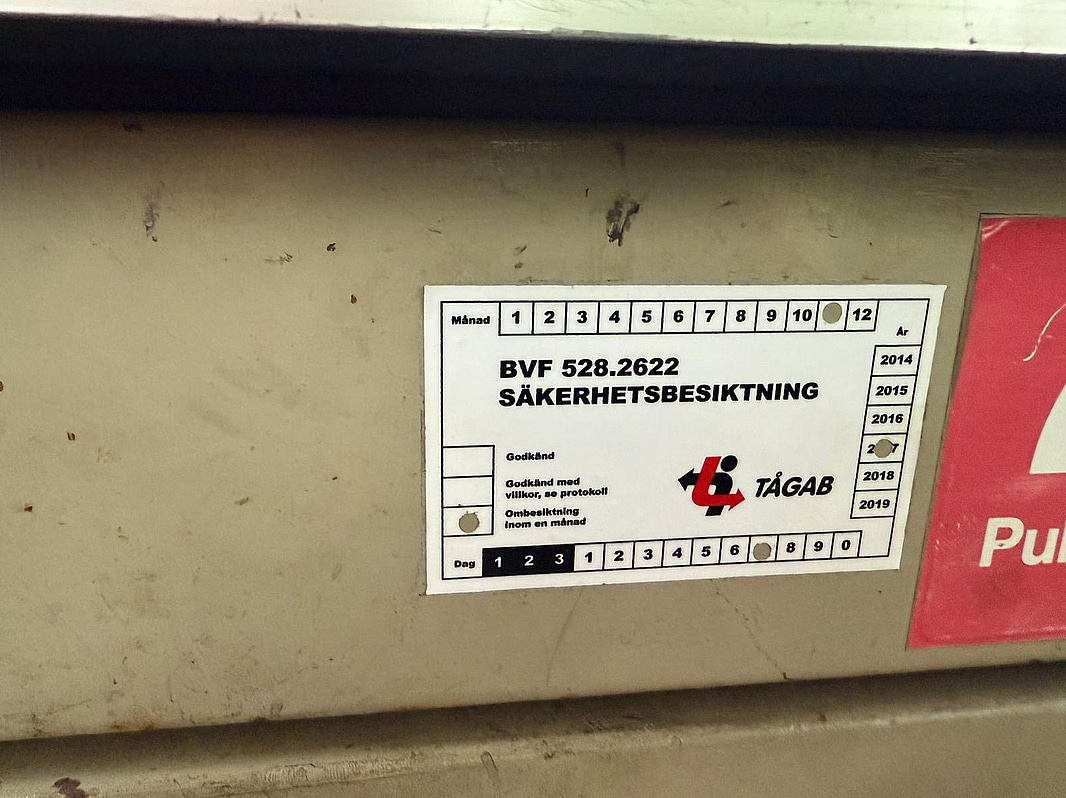 Månad 1 2 3 4 5 6 7 8 9 10 12
År
BVF 528.2622
SÄKERHETSBESIKTNING
2014
2015
2016
2018
2019
Godkänd
Godkänd med
villkor, se protokoll
Ombesiktning
inom en månad
TÅGAB
Dag 1 2 3 1 2 3 4 5 6 8 9 0
Pu